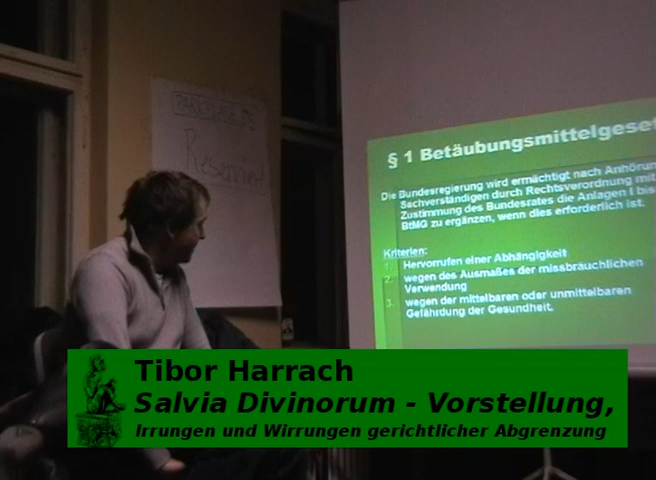 Reserviert
§ 1 Betäubungsmittelgeset
Die Bundesregierung wird ermächtigt nach Anhörun
Sachverständigen durch Rechtsverordnung mit
Zustimmung des Bundesrates die Anlagen I bis
BtMG zu ergänzen, wenn dies erforderlich ist.
Kriterien:
1. Hervorrufen einer Abhängigkeit
2. wegen des Ausmaßes der missbräuchlichen
Verwendung
3. wegen der mittelbaren oder unmittelbaren
Gefährdung der Gesundheit.
Tibor Harrach
Salvia Divinorum - Vorstellung,
Irrungen und Wirrungen gerichtlicher Abgrenzung